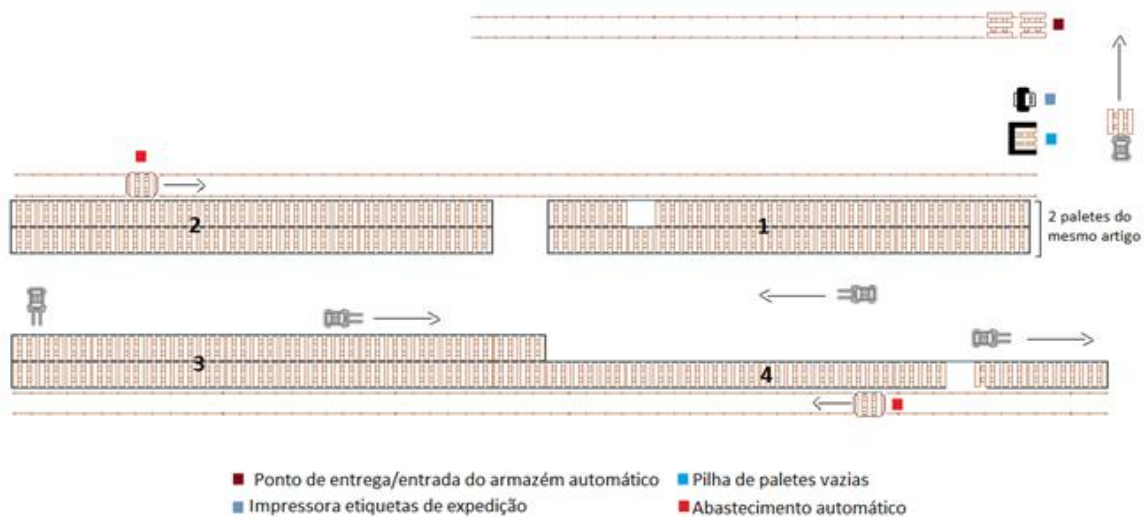 2
1
2 paletes do
mesmo artigo
3
4
Ponto de entrega/entrada do armazém automático
Pilha de paletes vazias
Impressora etiquetas de expedição
Abastecimento automático